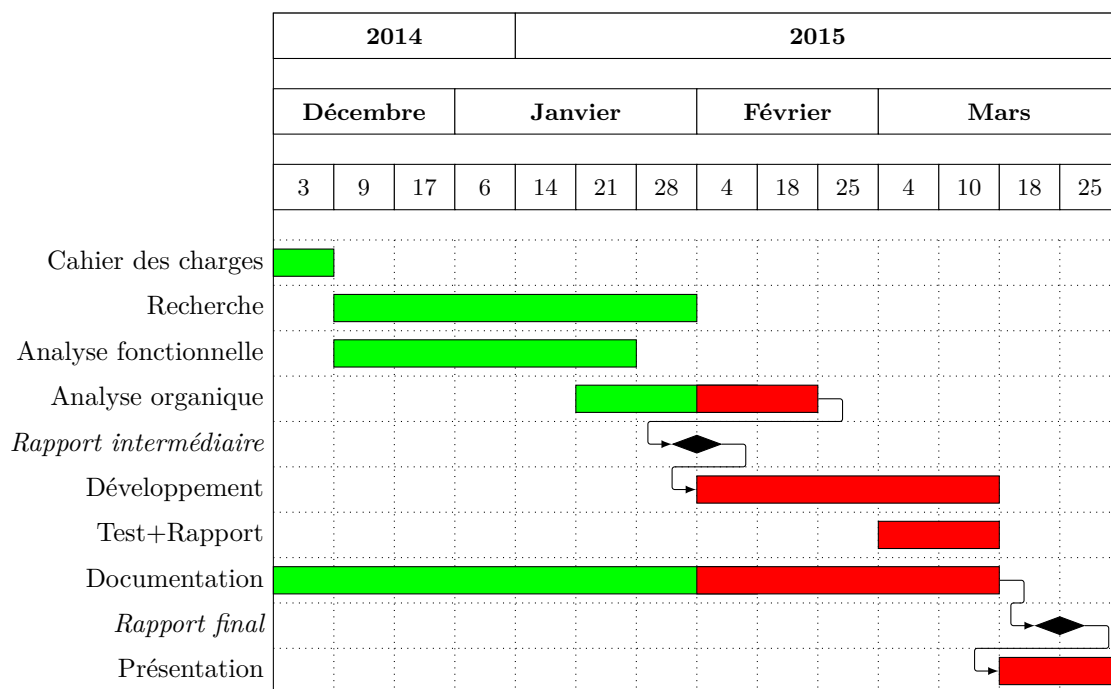 2014 2015
Décembre Janvier Février Mars
3 9 17 6 14 21 28 4 18 25 4 10 18 25
Cahier des charges
Recherche
Analyse fonctionnelle
Analyse organique
Rapport intermédiaire
Développement
Test+Rapport
Documentation
Rapport final
Présentation